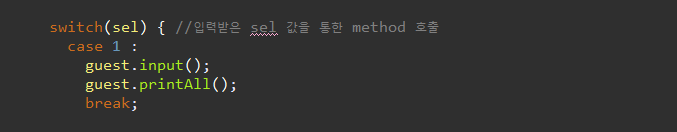 switch(sel) { //입력받은 sel 값을 통한 method 호출
case 1 :
guest.input();
guest.printAll();
break;